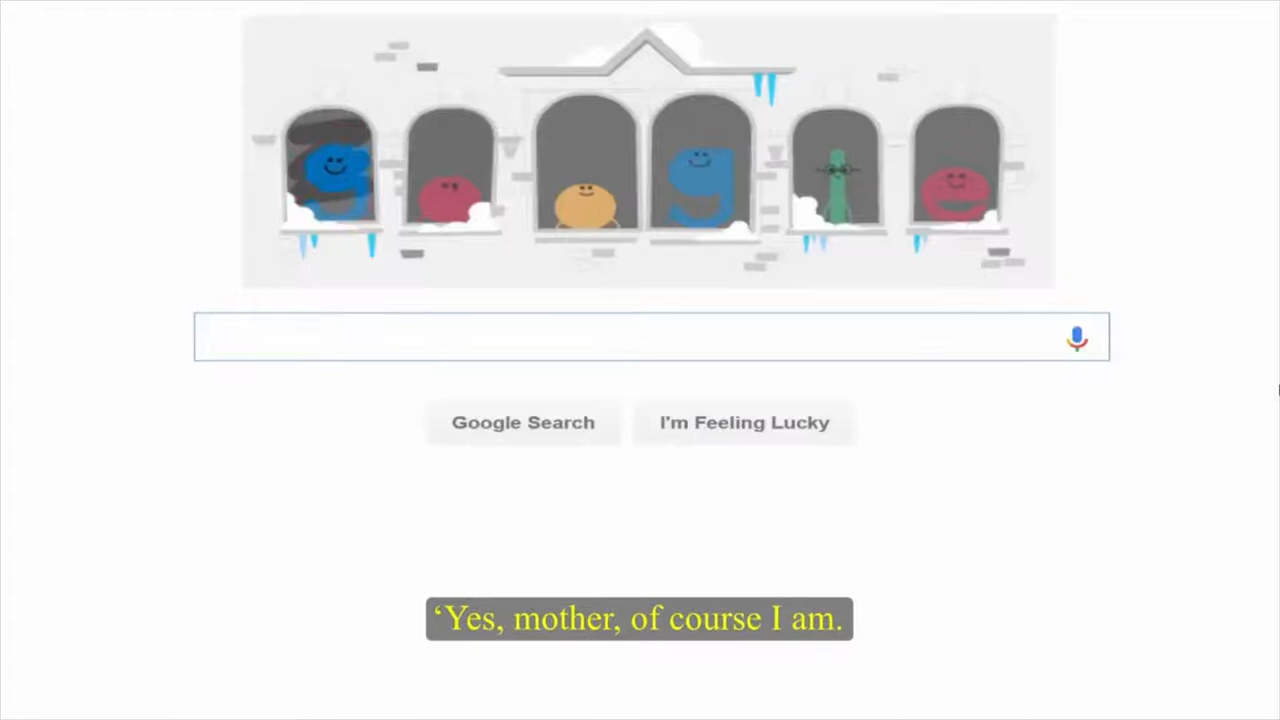 Google Search
I'm Feeling Lucky
‘Yes, mother, of course I am.